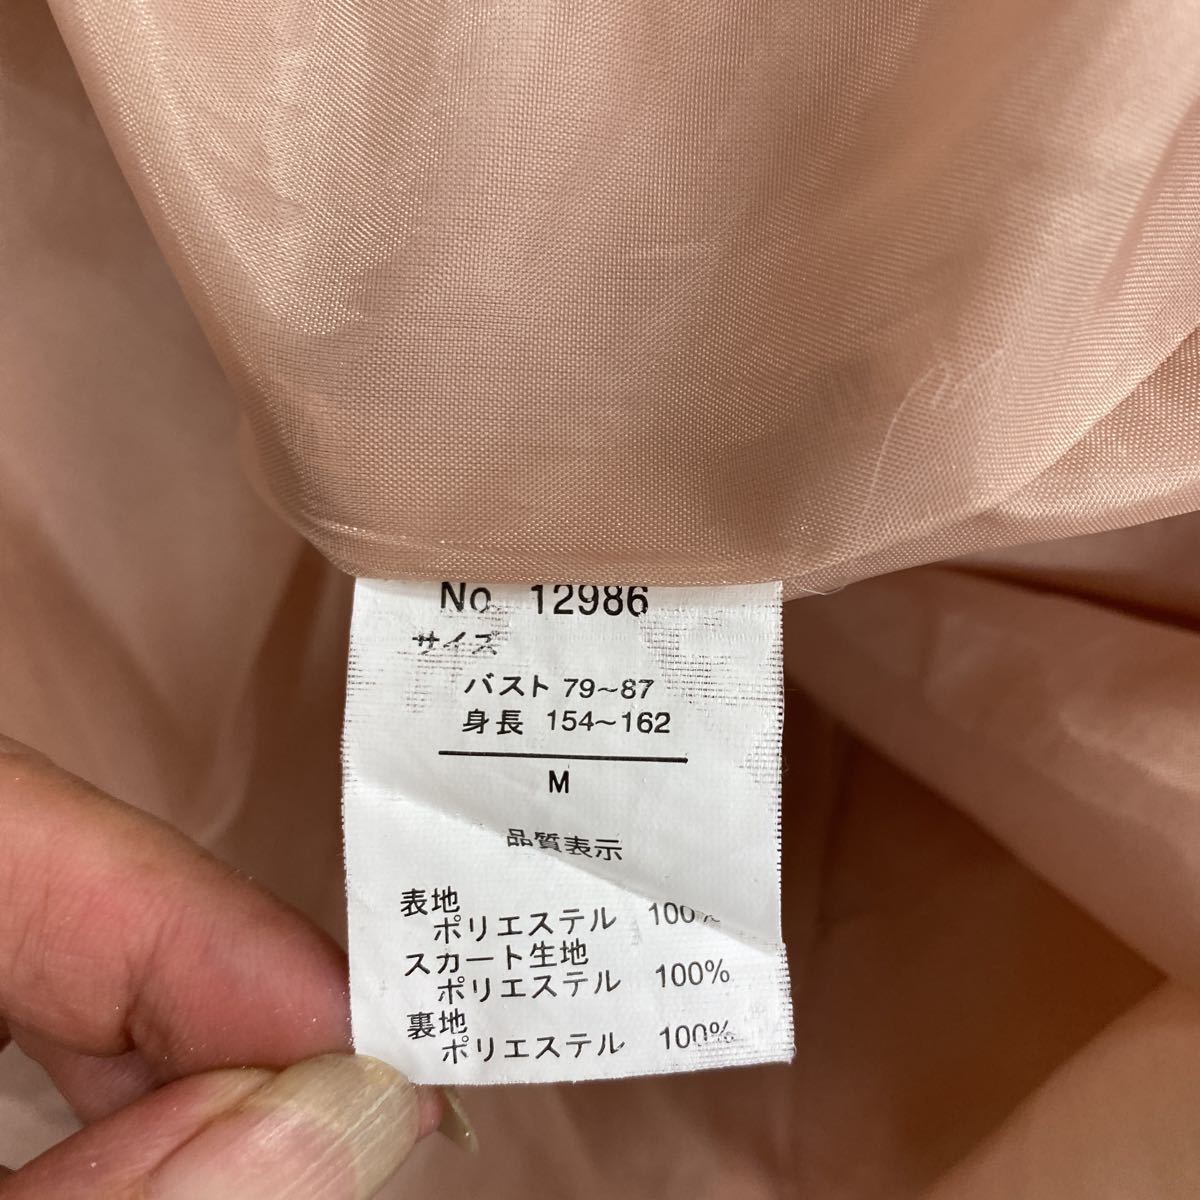 No. 12986
サイズ
バスト 79~87
身長 154~162
M
品質表示
表地
ポリエステル 100%
スカート生地
ポリエステル 100%
裏地
ポリエステル 100%